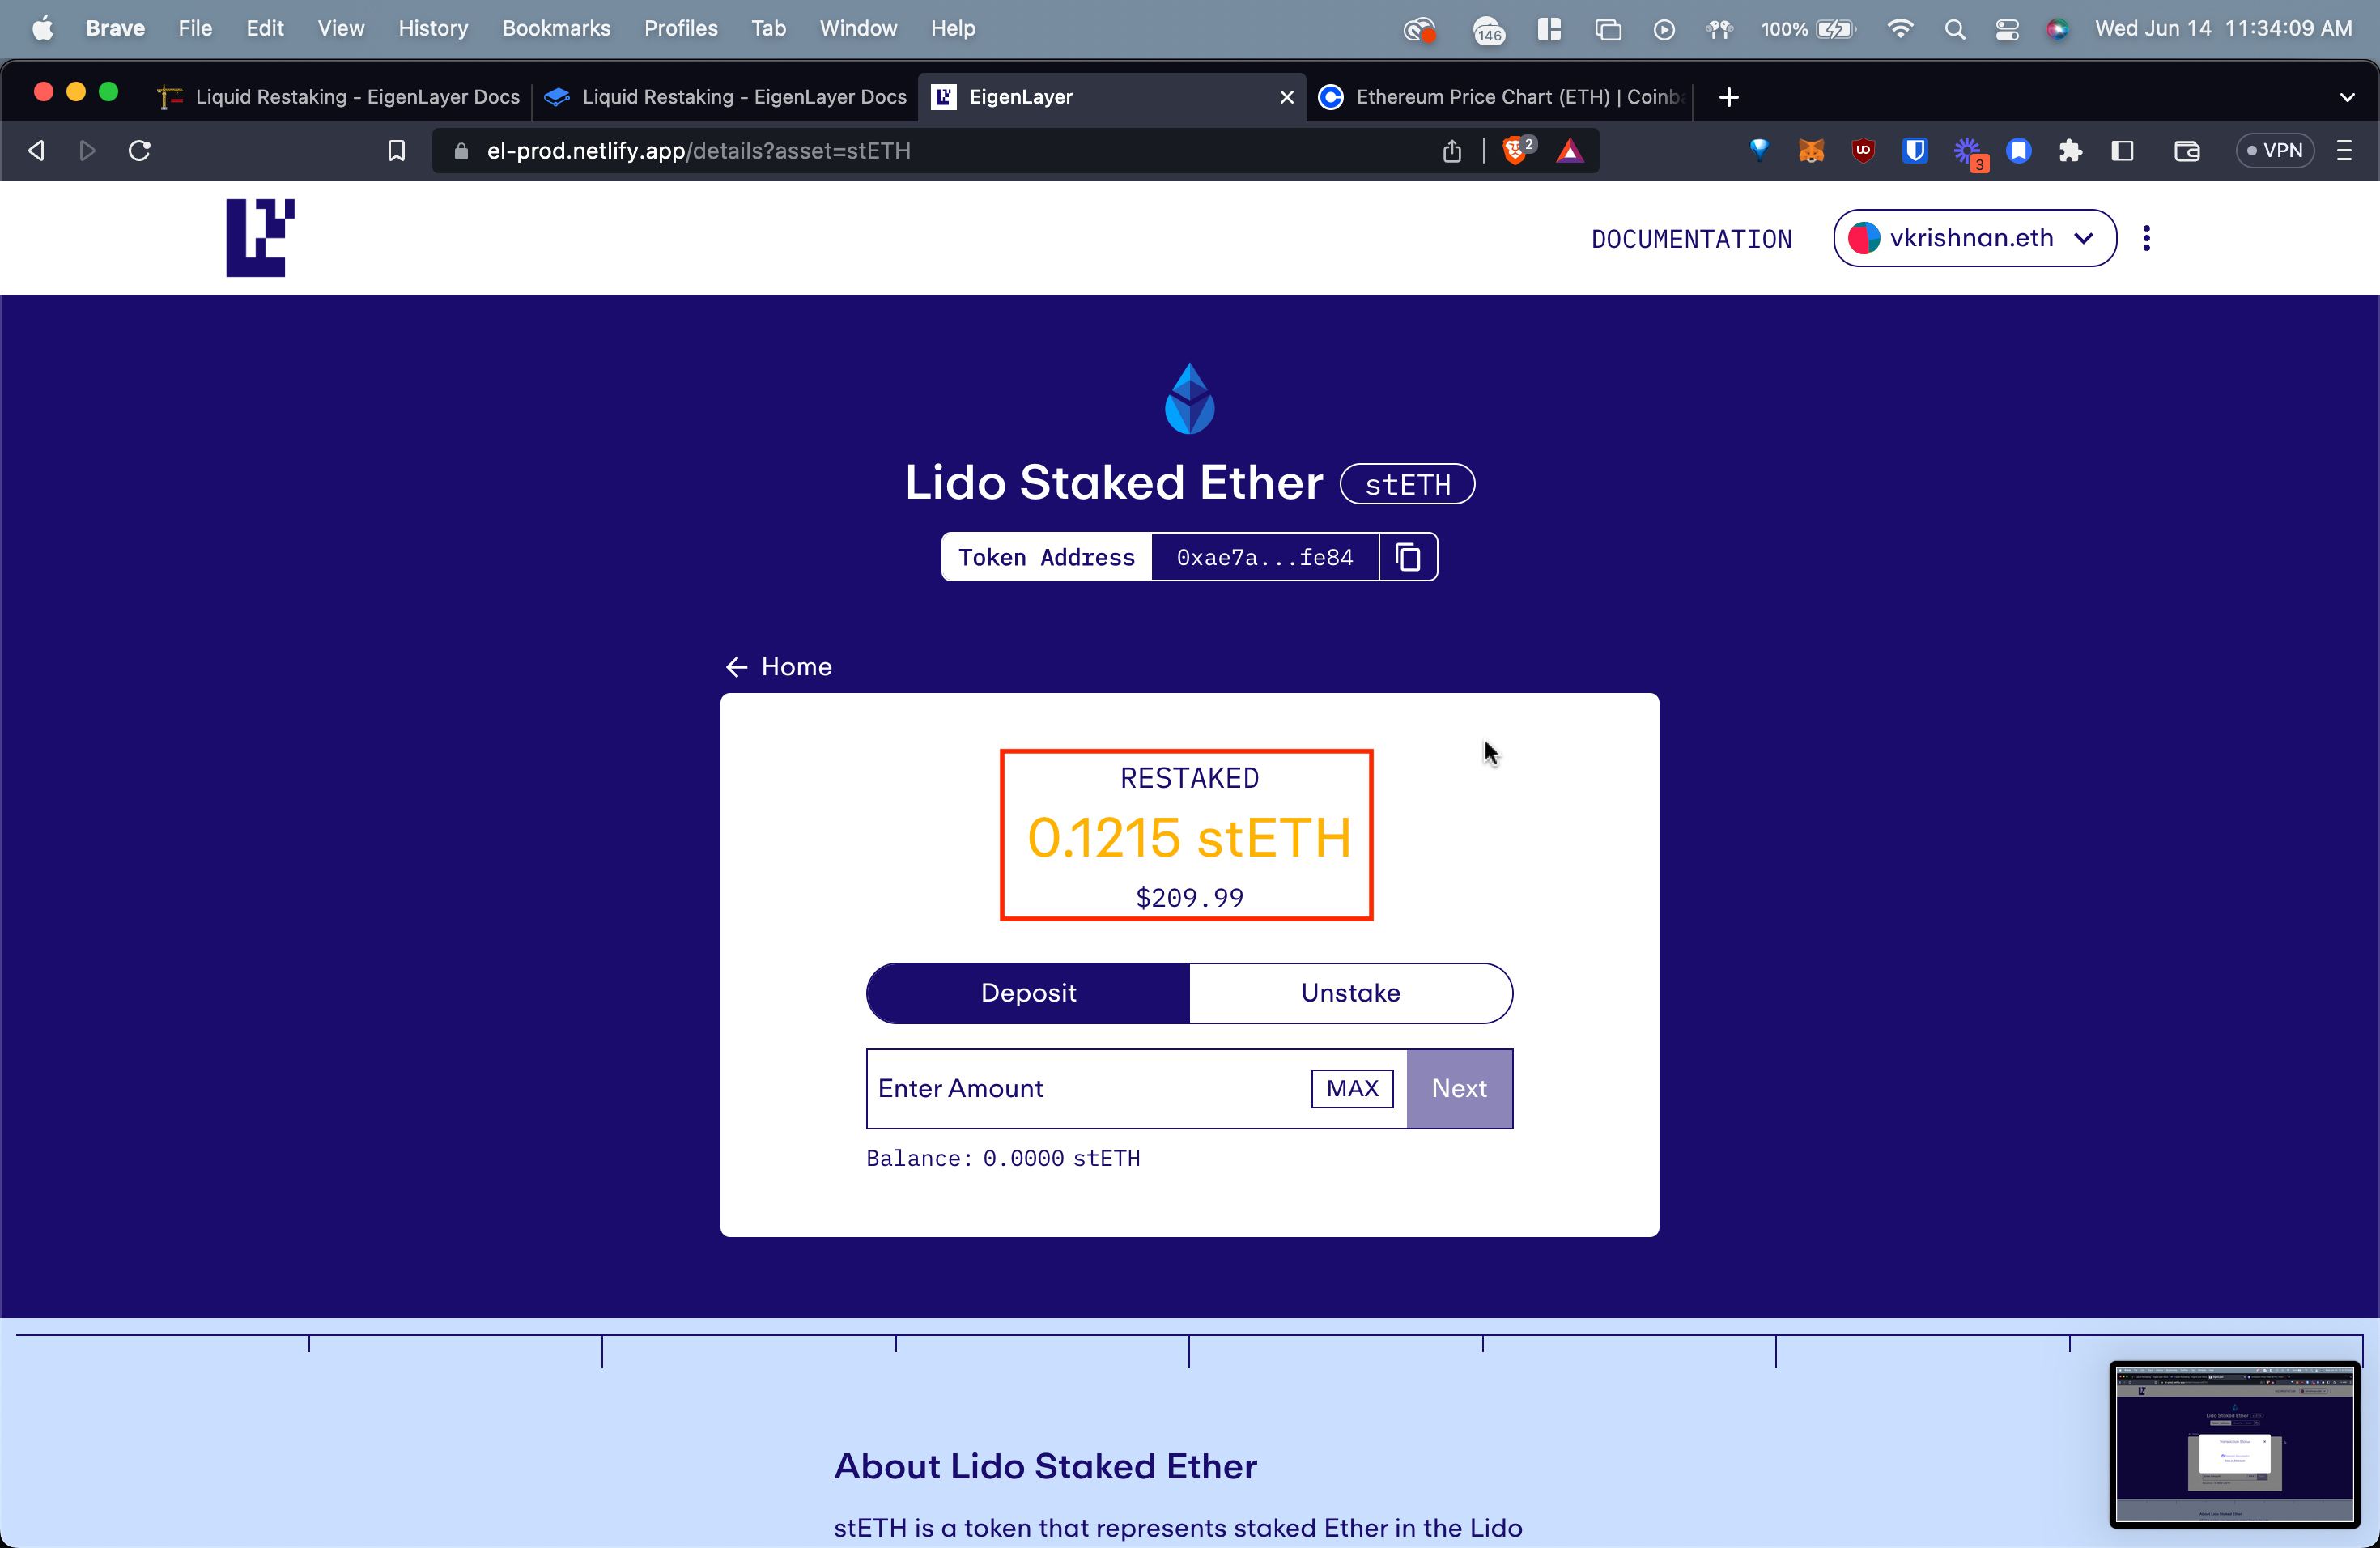 Brave File Edit View History Bookmarks Profiles Tab Window Help 146 100% Wed Jun 14 11:34:09 AM
Liquid Restaking - EigenLayer Docs Liquid Restaking - EigenLayer Docs EigenLayer Ethereum Price Chart (ETH) | Coinba
el-prod.netlify.app/details?asset=stETH 2 3 VPN
DOCUMENTATION vkrishnan.eth
Lido Staked Ether stETH
Token Address 0xae7a...fe84
Home
RESTAKED
0.1215 stETH
$209.99
Deposit Unstake
Enter Amount MAX Next
Balance: 0.0000 stETH
About Lido Staked Ether
stETH is a token that represents staked Ether in the Lido